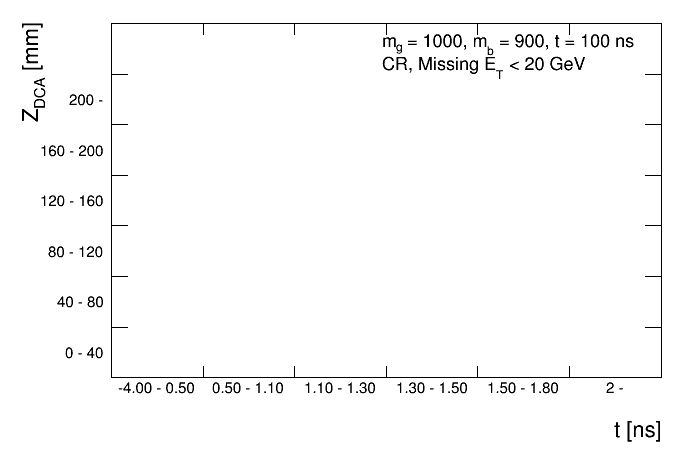 m_g = 1000, m_b = 900, t = 100 ns
CR, Missing E_T < 20 GeV
Z_DCA [mm]
200 -
160 - 200
120 - 160
80 - 120
40 - 80
0 - 40
-4.00 - 0.50 0.50 - 1.10 1.10 - 1.30 1.30 - 1.50 1.50 - 1.80 2 -
t [ns]